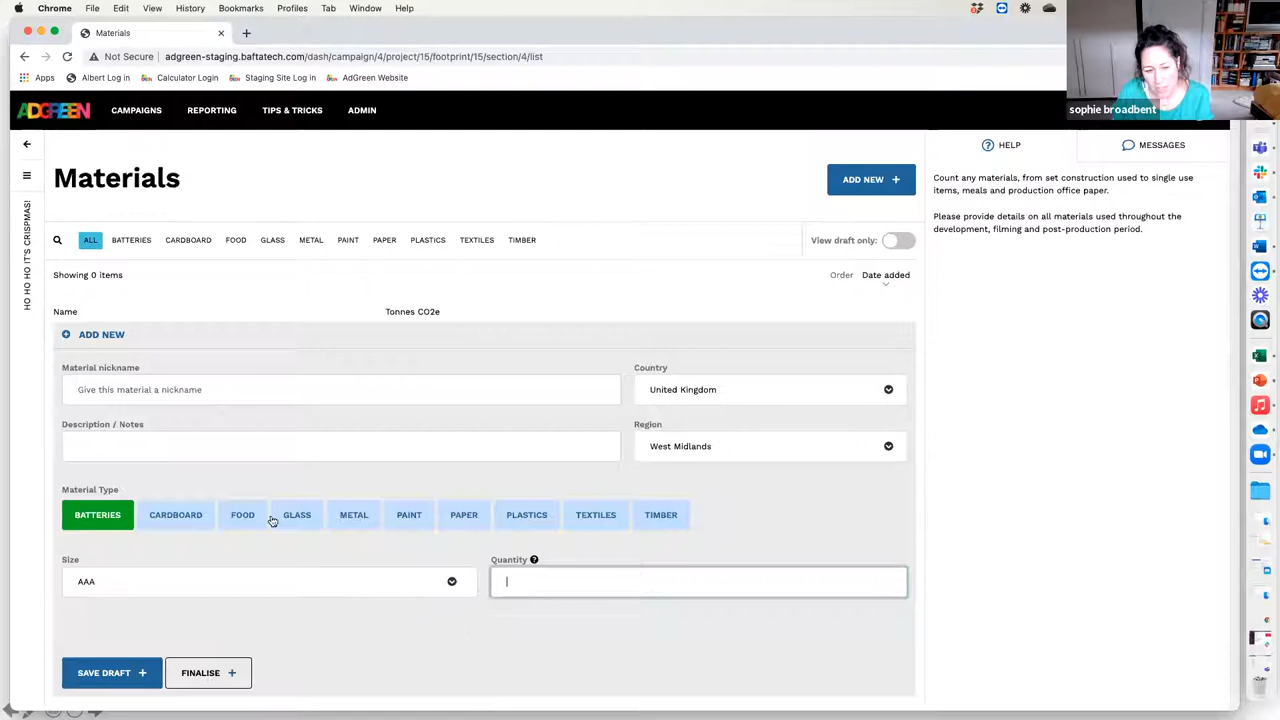 Chrome File Edit View History Bookmarks Profiles Tab Window Help
Materials
Not Secure adgreen-staging.baftatech.com/dash/campaign/4/project/15/footprint/15/section/4/list
Apps Albert Log in Calculator Login Staging Site Log in AdGreen Website
sophie broadbent
ADGREEN CAMPAIGNS REPORTING TIPS & TRICKS ADMIN
HELP MESSAGES
Materials
ADD NEW +
Count any materials, from set construction used to single use
items, meals and production office paper.
Please provide details on all materials used throughout the
development, filming and post-production period.
HO HO HO IT'S CRISPMAS!
ALL BATTERIES CARDBOARD FOOD GLASS METAL PAINT PAPER PLASTICS TEXTILES TIMBER
View draft only:
Showing 0 items
Order Date added
Name Tonnes CO2e
ADD NEW
Material nickname Country
Give this material a nickname United Kingdom
Description / Notes Region
West Midlands
Material Type
BATTERIES CARDBOARD FOOD GLASS METAL PAINT PAPER PLASTICS TEXTILES TIMBER
Size Quantity
AAA
SAVE DRAFT + FINALISE +